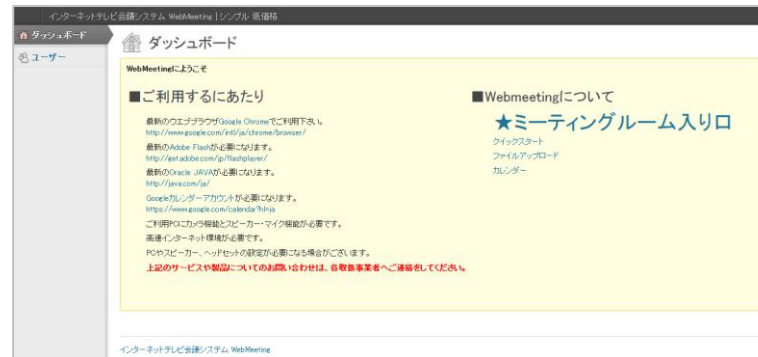 インターネットテレビ会議システム WebMeeting | シンプル 低価格
ダッシュボード
ユーザー
ダッシュボード
WebMeetingにようこそ
■ご利用するにあたり
最新のウエブブラウザGoogle Chromeでご利用下さい。
http://www.google.com/intl/ja/chrome/browser/
最新のAdobe Flashが必要になります。
http://get.adobe.com/jp/flashplayer/
最新のOracle JAVAが必要になります。
http://java.com/ja/
Googleカレンダーアカウントが必要になります。
https://www.google.com/calendar?hl=ja
ご利用PCにカメラ機能とスピーカー・マイク機能が必要です。
高速インターネット環境が必要です。
PCやスピーカー、ヘッドセットの設定が必要になる場合がございます。
上記のサービスや製品についてのお問い合わせは、各取扱事業者へご連絡をしてください。
■Webmeetingについて
★ミーティングルーム入り口
クイックスタート
ファイルアップロード
カレンダー
インターネットテレビ会議システム WebMeeting